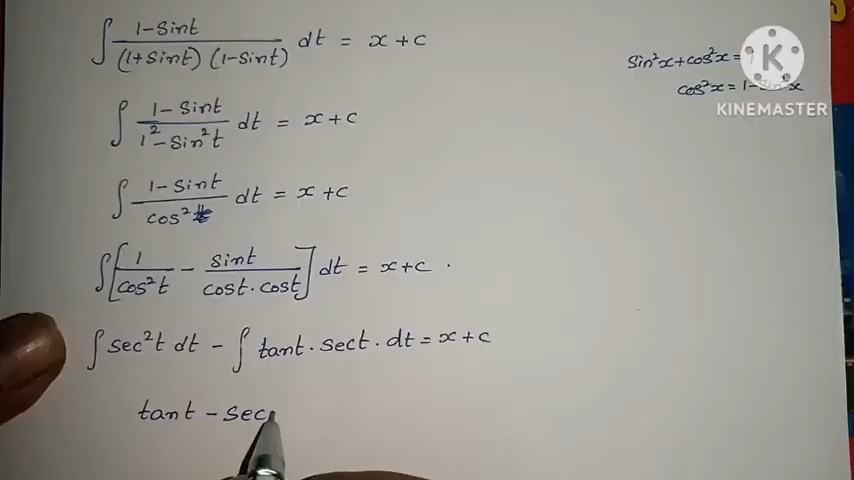 ∫ 1-sint / (1+sint) (1-sint) dt = x+c
sin²x+cos²x=
cos²x = 1-sin²x
K
KINEMASTER
∫ 1-sint / 1²-sin²t dt = x+c
∫ 1-sint / cos²t dt = x+c
∫[1/cos²t - sint/cost.cost] dt = x+c .
∫ sec²t dt - ∫ tant. sect. dt = x+c
tant - sec